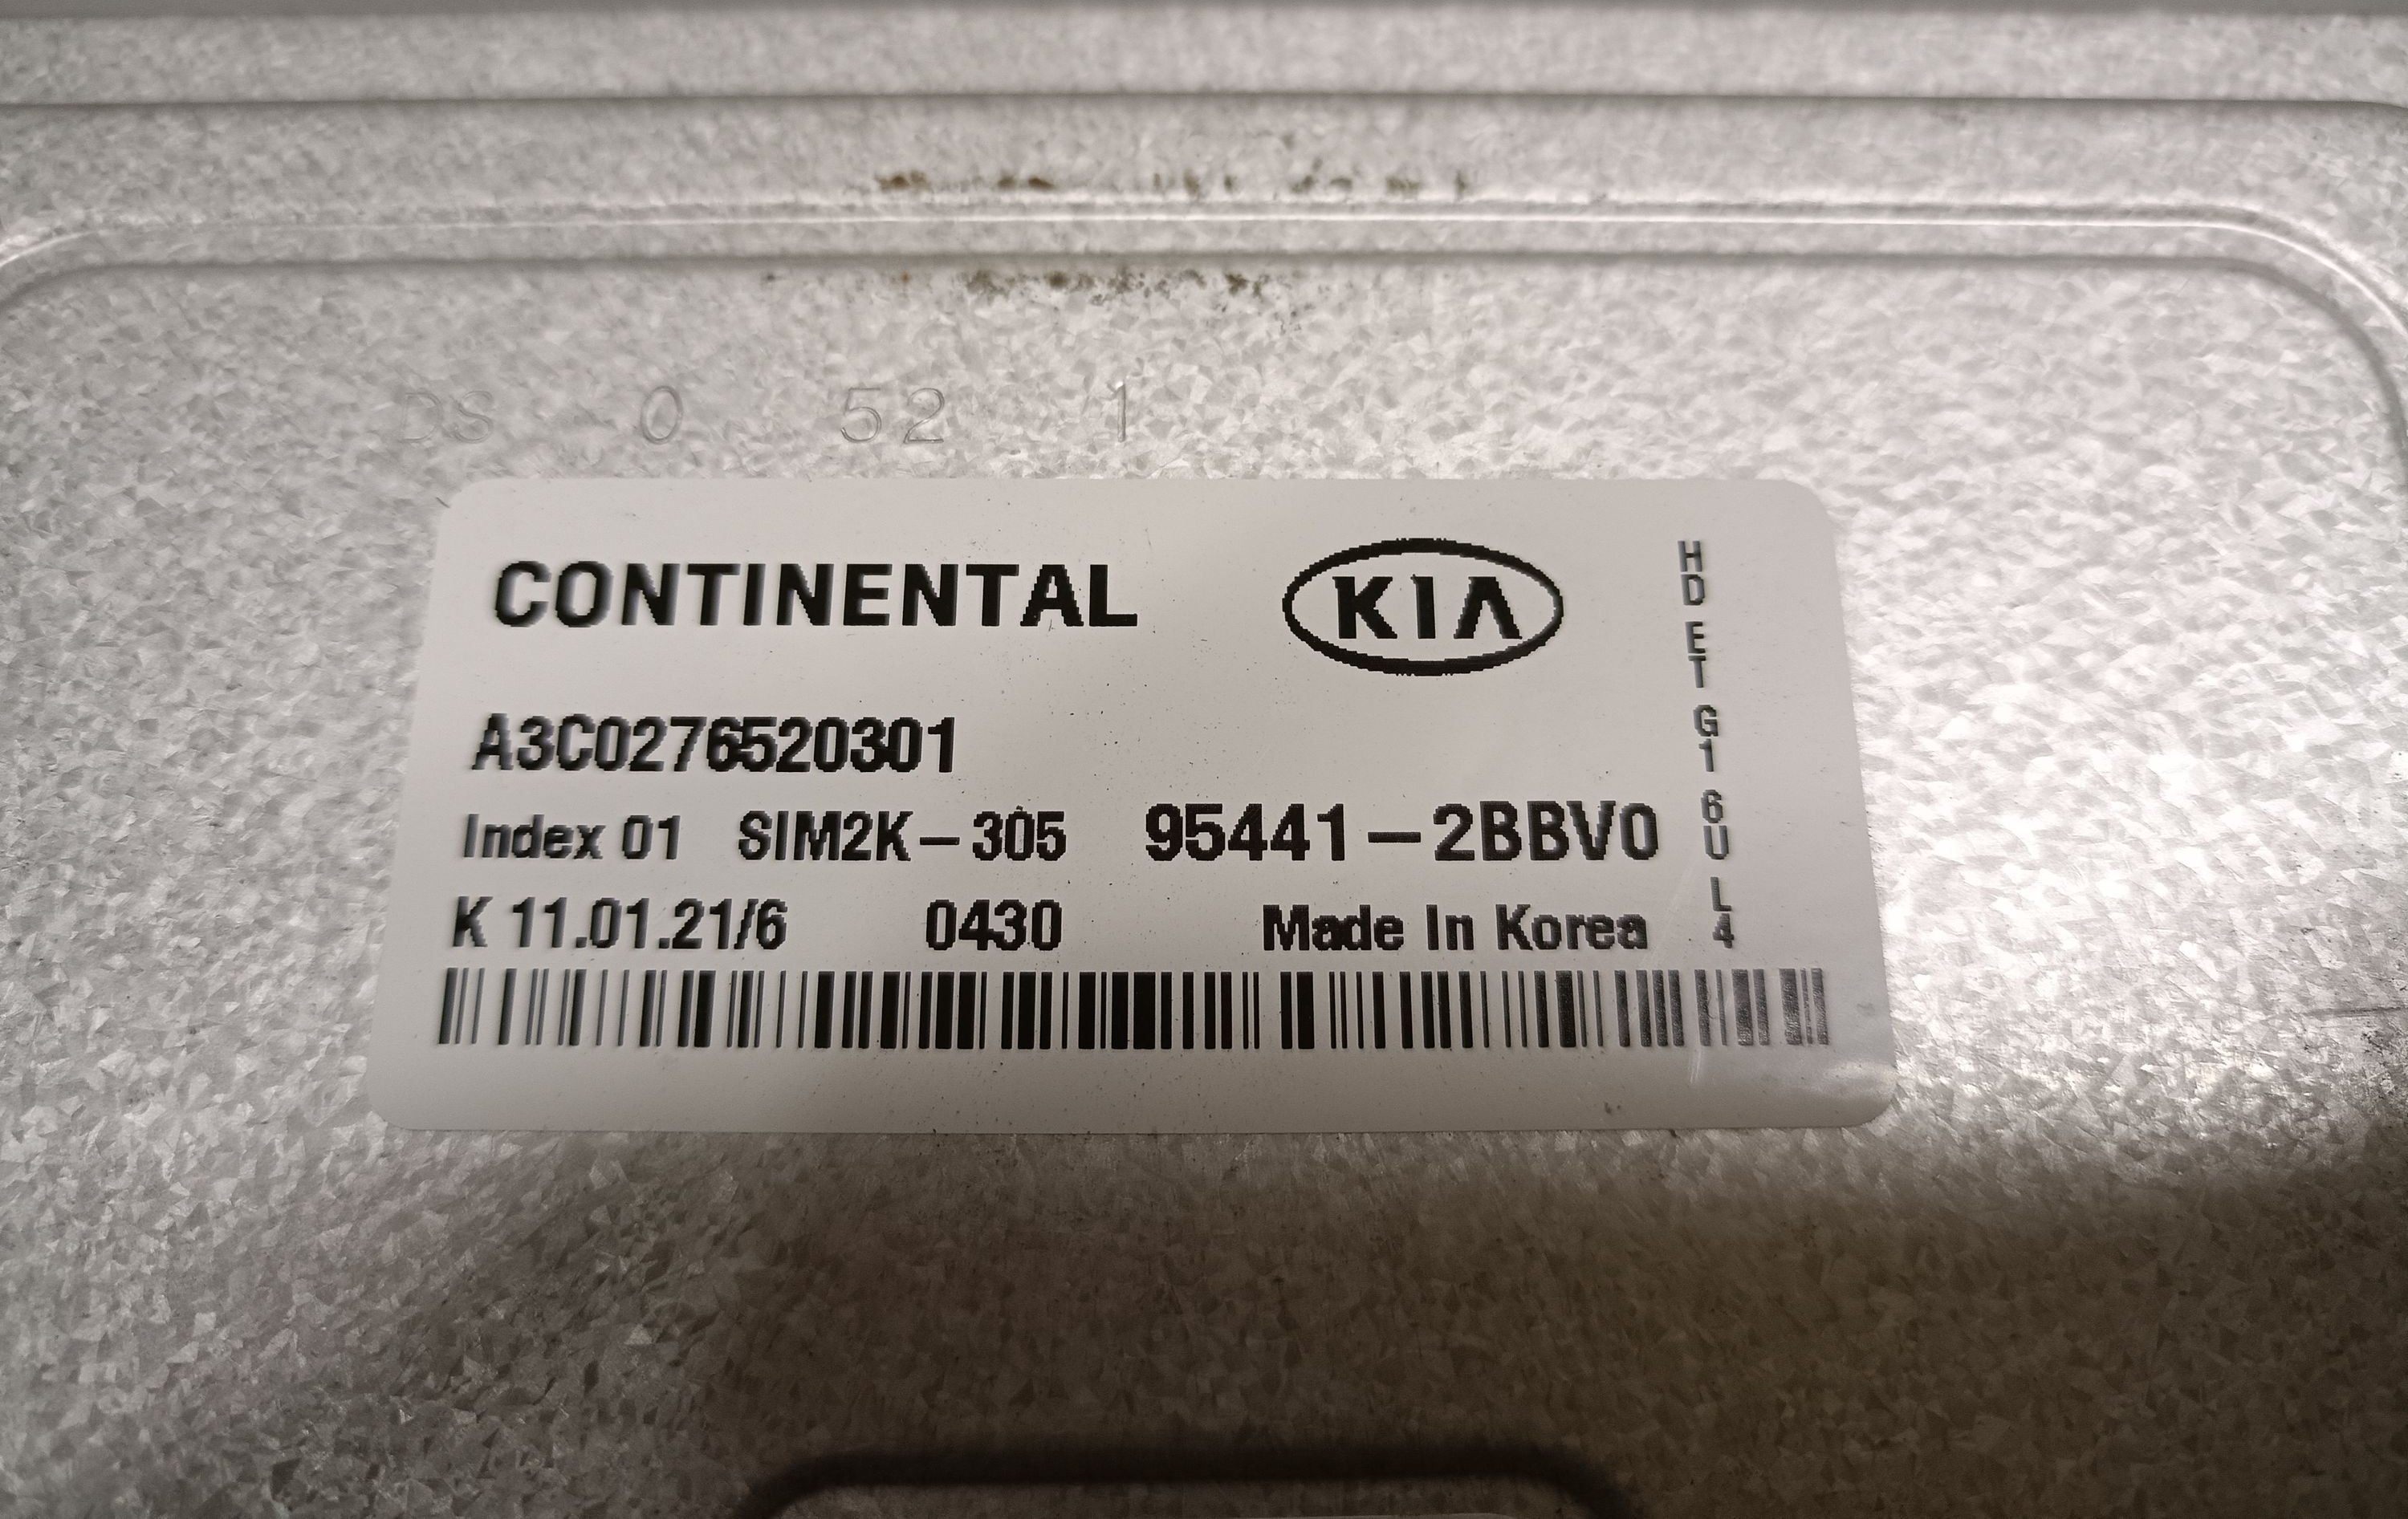 DS 0 52 1
CONTINENTAL
KIA
A3C0276520301
Index 01 SIM2K-305 95441-2BBV0
K 11.01.21/6 0430 Made In Korea
HD ET G1 6U L4